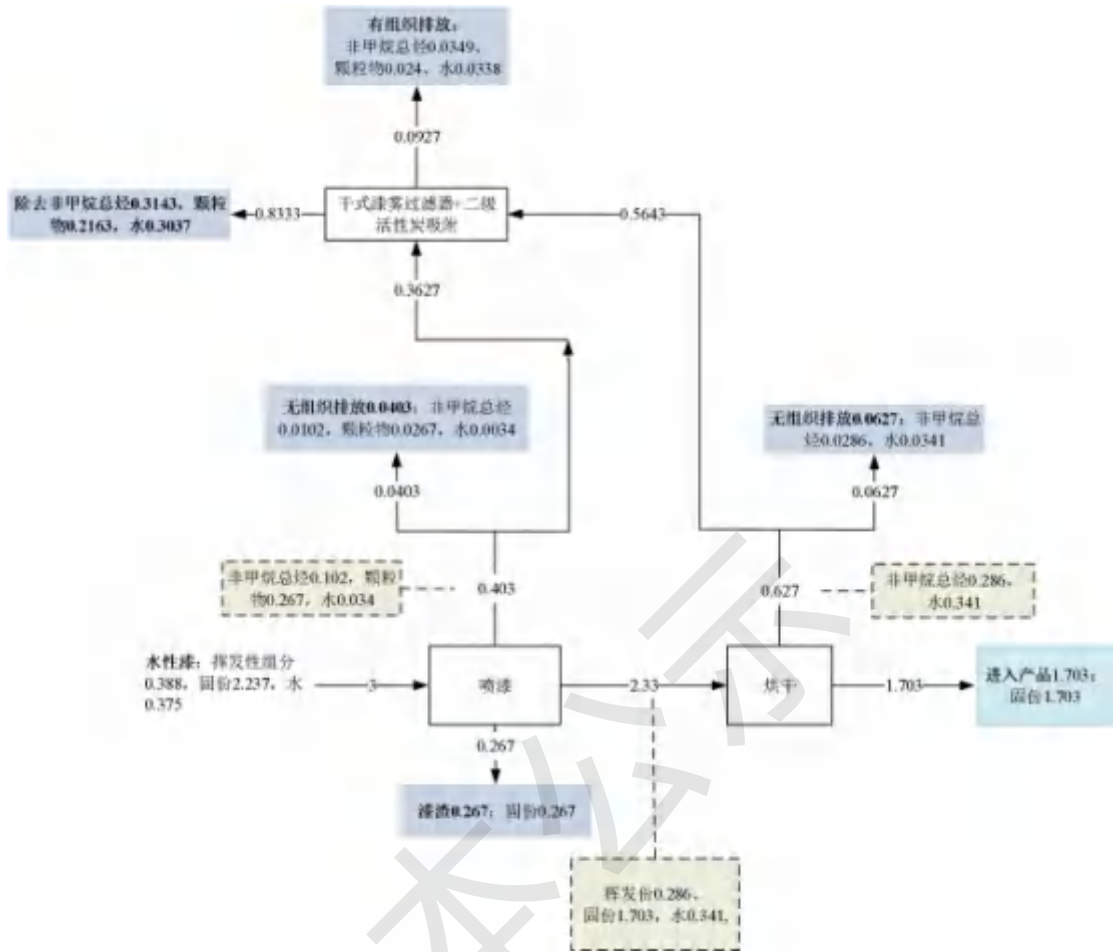 有组织排放：
非甲烷总烃0.0349、
颗粒物0.024、水0.0338
0.0927
除去非甲烷总烃0.3143，颗粒
物0.2163，水0.3037
0.8333
干式漆雾过滤器+二级
活性炭吸附
0.5643
0.3627
无组织排放0.0403：非甲烷总烃
0.0102，颗粒物0.0267，水0.0034
无组织排放0.0627：非甲烷总
烃0.0286、水0.0341
0.0403
0.0627
非甲烷总烃0.102，颗粒
物0.267，水0.034
0.403
0.627
非甲烷总烃0.286、
水0.341
水性漆：挥发性组分
0.388，固份2.237，水
0.375
3
喷漆
2.33
烘干
1.703
进入产品1.703：
固份1.703
0.267
漆渣0.267：固份0.267
挥发份0.286、
固份1.703，水0.341,
本公示